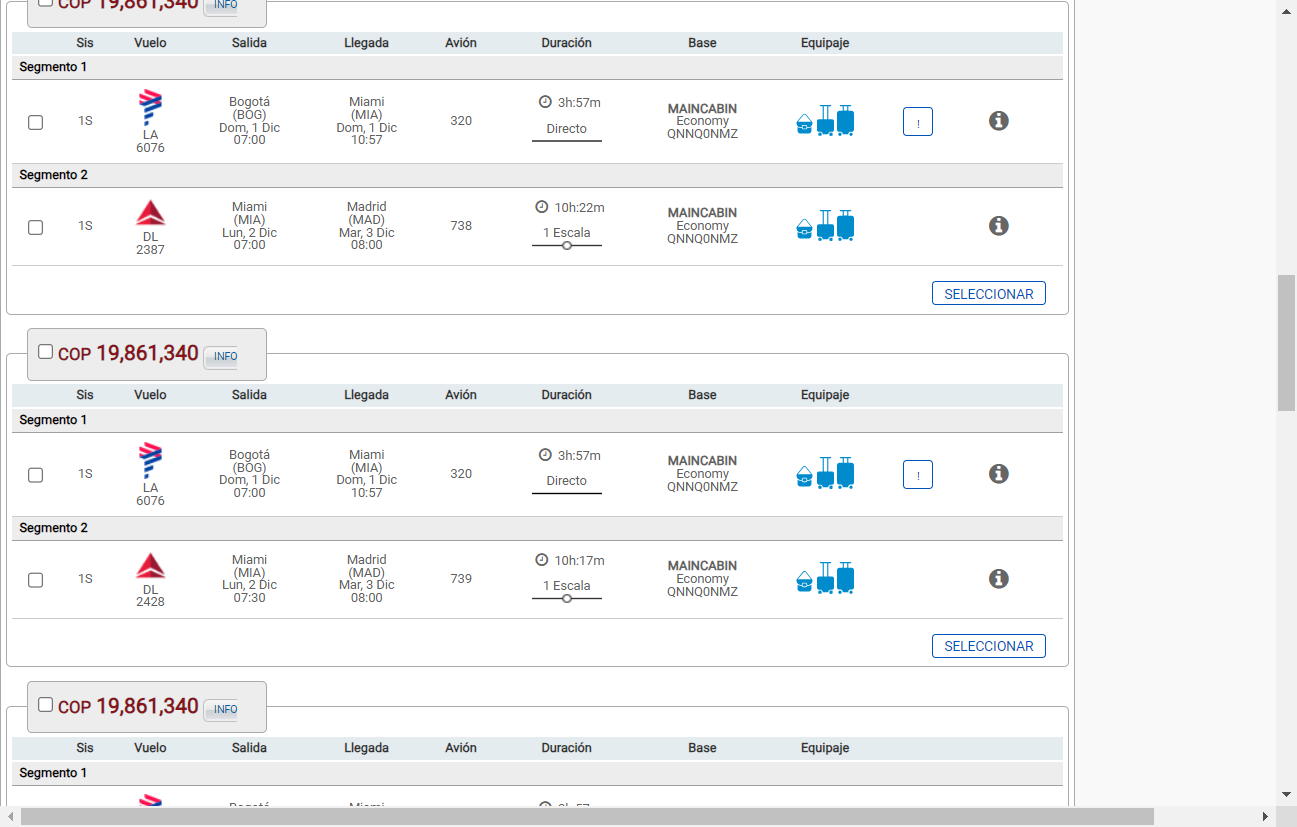 COP 19,861,340 INFO
Sis Vuelo Salida Llegada Avión Duración Base Equipaje
Segmento 1
1S LA 6076 Bogotá (BOG) Dom, 1 Dic 07:00 Miami (MIA) Dom, 1 Dic 10:57 320 3h:57m Directo MAINCABIN Economy QNNQ0NMZ !
Segmento 2
1S DL 2387 Miami (MIA) Lun, 2 Dic 07:00 Madrid (MAD) Mar, 3 Dic 08:00 738 10h:22m 1 Escala MAINCABIN Economy QNNQ0NMZ
SELECCIONAR
COP 19,861,340 INFO
Sis Vuelo Salida Llegada Avión Duración Base Equipaje
Segmento 1
1S LA 6076 Bogotá (BOG) Dom, 1 Dic 07:00 Miami (MIA) Dom, 1 Dic 10:57 320 3h:57m Directo MAINCABIN Economy QNNQ0NMZ !
Segmento 2
1S DL 2428 Miami (MIA) Lun, 2 Dic 07:30 Madrid (MAD) Mar, 3 Dic 08:00 739 10h:17m 1 Escala MAINCABIN Economy QNNQ0NMZ
SELECCIONAR
COP 19,861,340 INFO
Sis Vuelo Salida Llegada Avión Duración Base Equipaje
Segmento 1